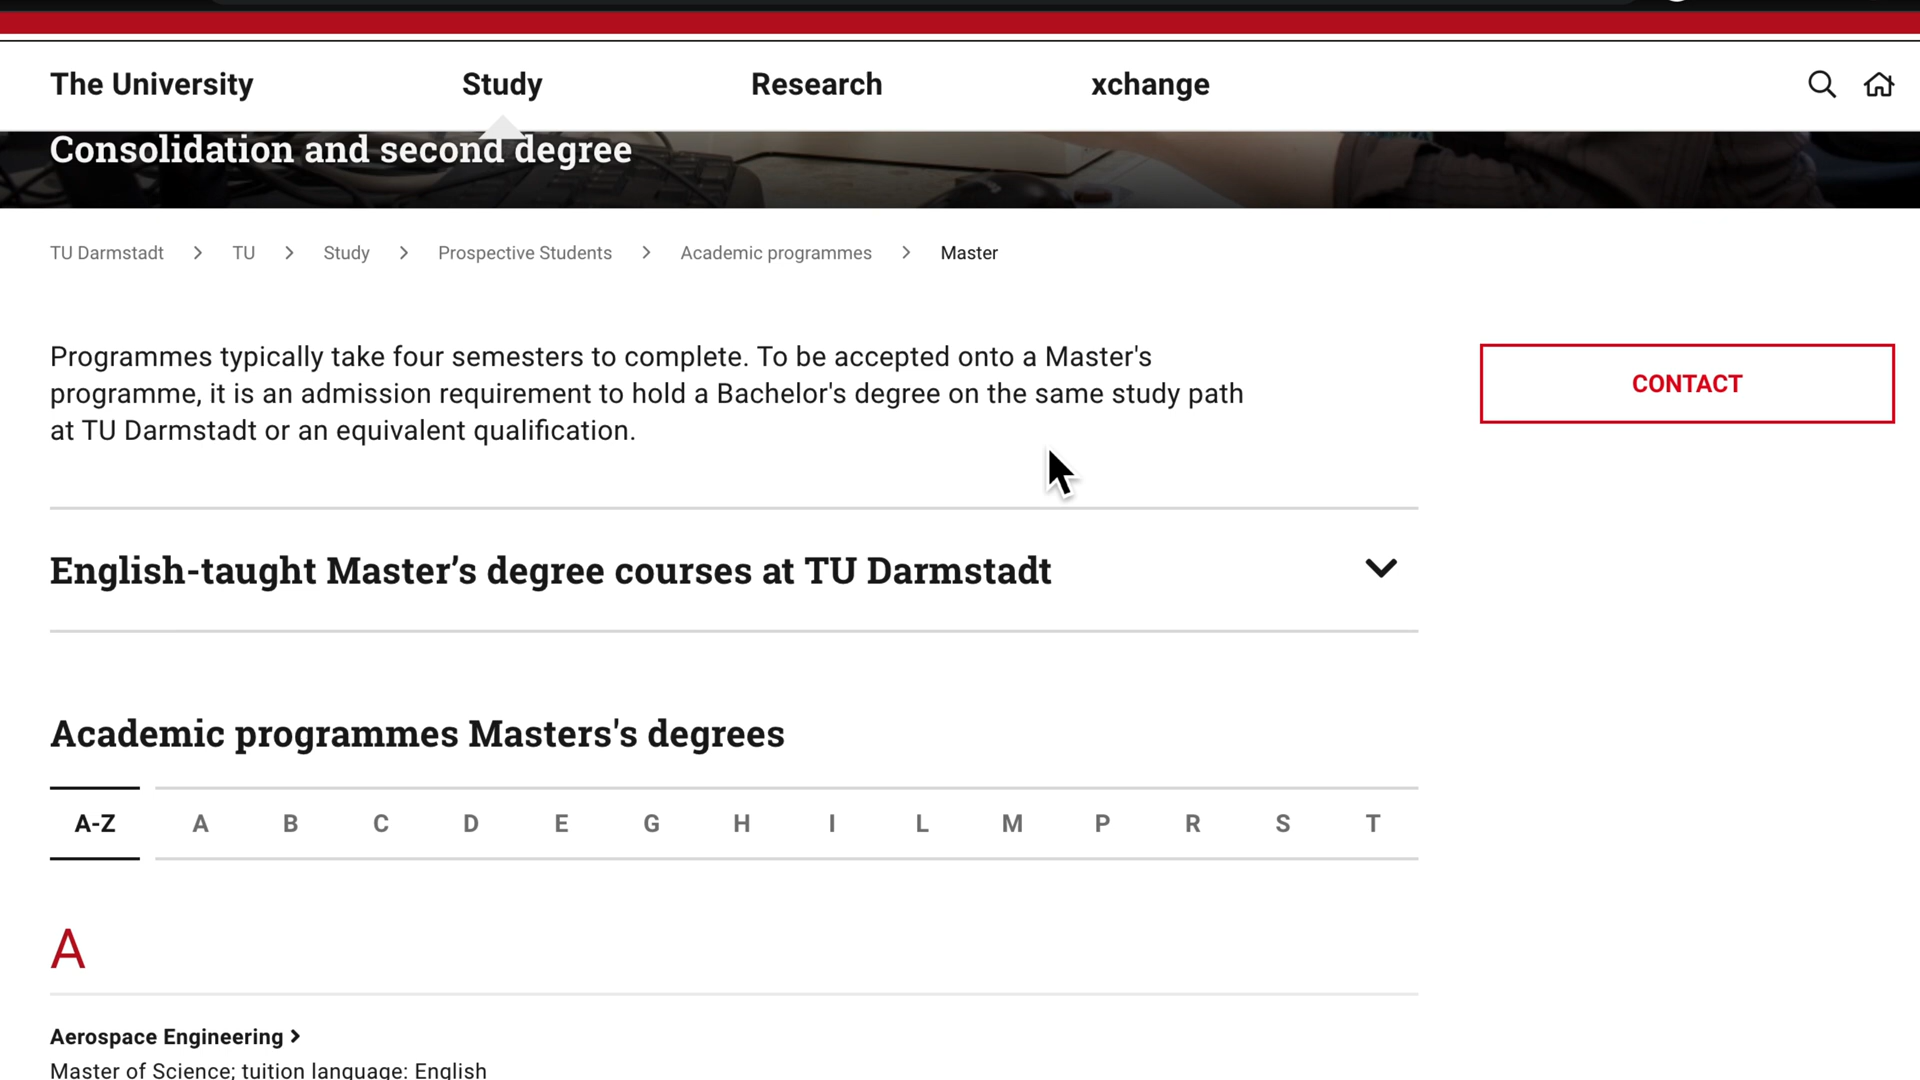 The University Study Research xchange
Consolidation and second degree
TU Darmstadt > TU > Study > Prospective Students > Academic programmes > Master
Programmes typically take four semesters to complete. To be accepted onto a Master's
programme, it is an admission requirement to hold a Bachelor's degree on the same study path
at TU Darmstadt or an equivalent qualification.
CONTACT
English-taught Master’s degree courses at TU Darmstadt
Academic programmes Masters's degrees
A-Z A B C D E G H I L M P R S T
A
Aerospace Engineering >
Master of Science; tuition language: English